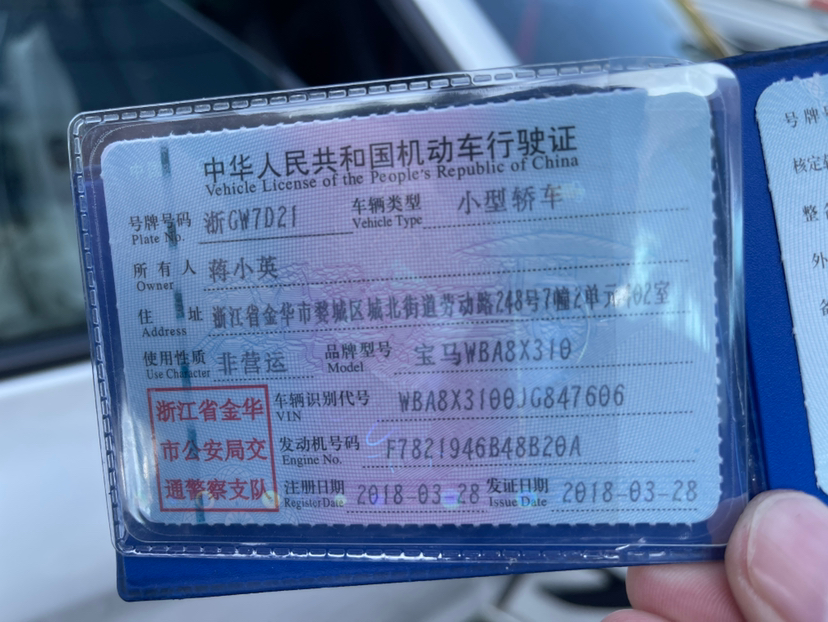 中华人民共和国机动车行驶证
Vehicle License of the People's Republic of China
号牌号码 浙GW7D21 车辆类型 小型轿车
Plate No. Vehicle Type
所有人 蒋小英
Owner
住址 浙江省金华市婺城区城北街道劳动路248号7幢2单元402室
Address
使用性质 非营运 品牌型号 宝马WBA8X310
Use Character Model
浙江省金华
市公安局交
通警察支队
车辆识别代号 WBA8X3100JG847606
VIN
发动机号码 F7821946B48B20A
Engine No.
注册日期 2018-03-28 发证日期 2018-03-28
Register Date Issue Date
号牌
核定
整
外